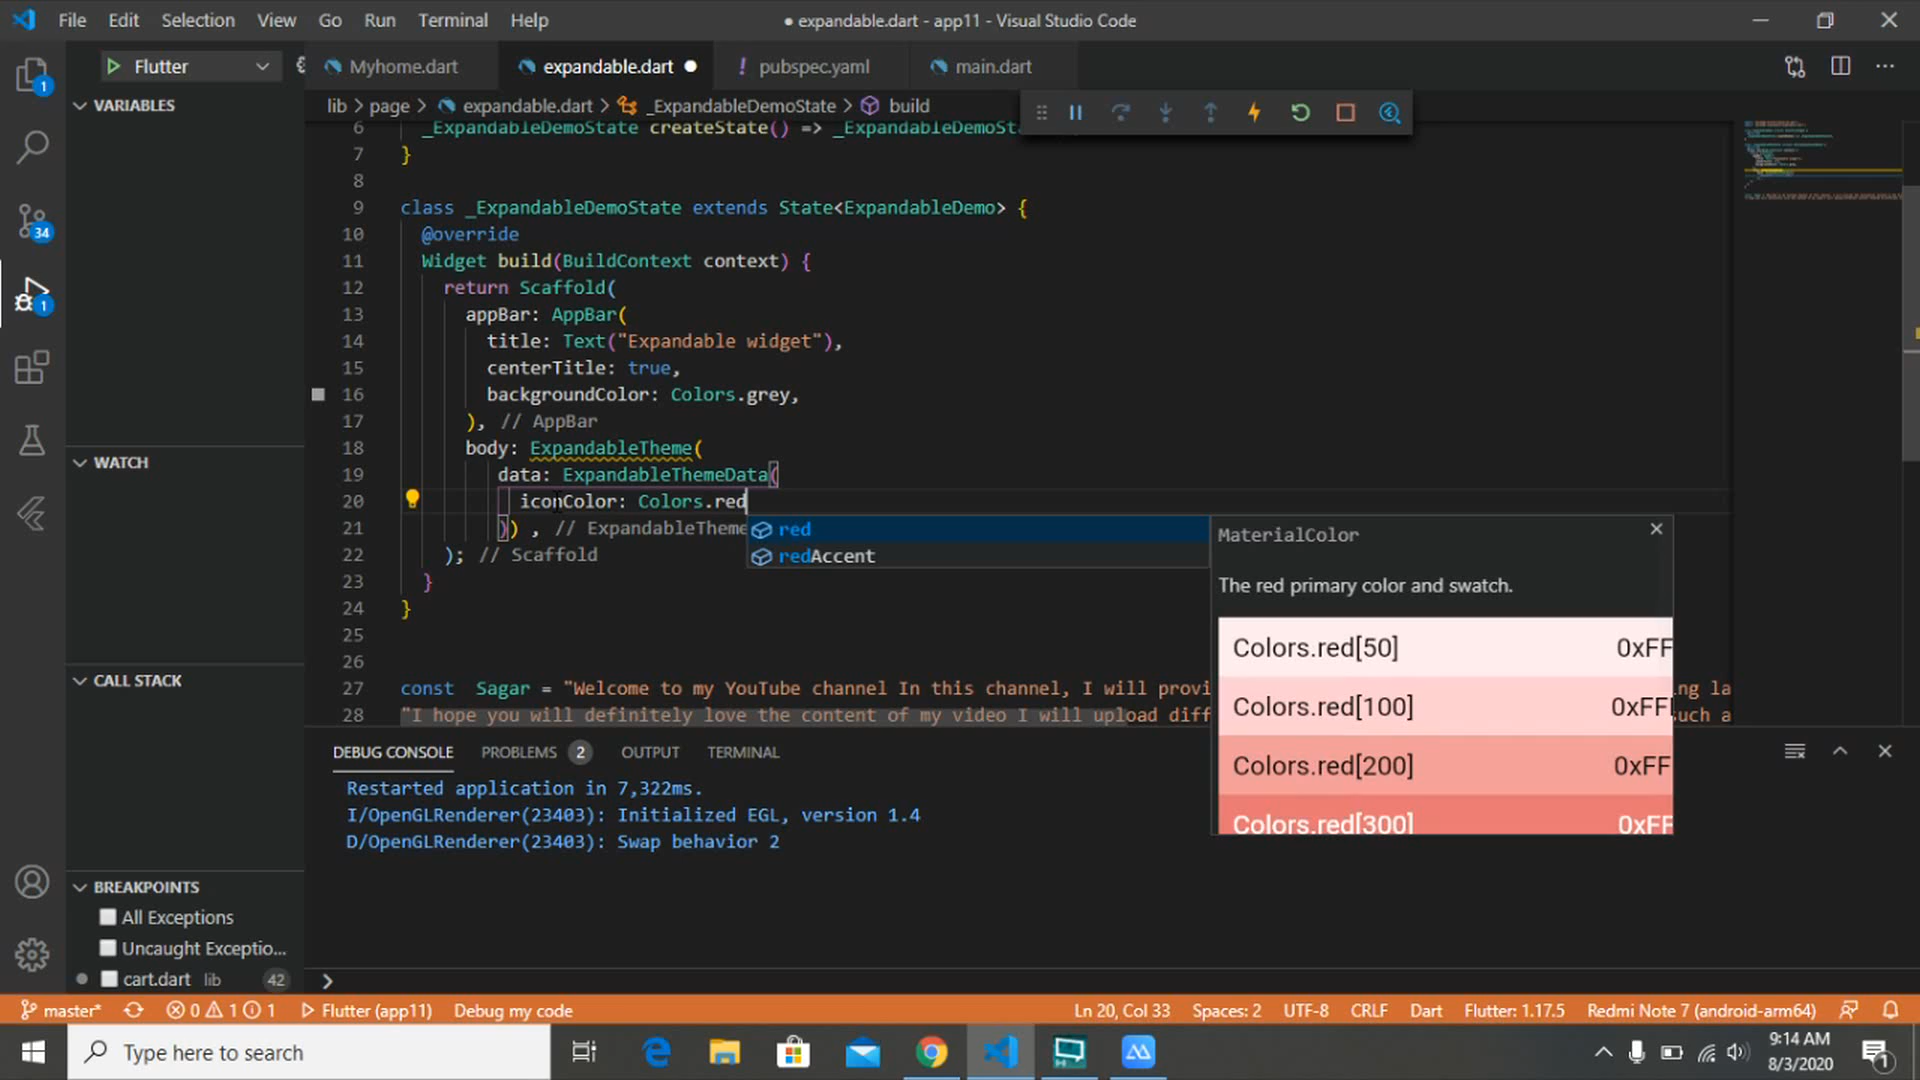 File Edit Selection View Go Run Terminal Help
● expandable.dart - app11 - Visual Studio Code
Flutter
Myhome.dart
expandable.dart ●
! pubspec.yaml
main.dart
1
VARIABLES
lib > page > expandable.dart > _ExpandableDemoState > build
6 _ExpandableDemoState createState() => _ExpandableDemoSt
7 }
8
9 class _ExpandableDemoState extends State<ExpandableDemo> {
10 @override
11 Widget build(BuildContext context) {
12 return Scaffold(
13 appBar: AppBar(
14 title: Text("Expandable widget"),
15 centerTitle: true,
16 backgroundColor: Colors.grey,
17 ), // AppBar
18 body: ExpandableTheme(
19 data: ExpandableThemeData(
20 iconColor: Colors.red
21 )) , // ExpandableTheme
22 ); // Scaffold
23 }
24 }
25
26
27 const Sagar = "Welcome to my YouTube channel In this channel, I will provi
ng la
28 "I hope you will definitely love the content of my video I will upload diff
such a
34
1
WATCH
CALL STACK
red
redAccent
MaterialColor
The red primary color and swatch.
Colors.red[50] 0xFF
Colors.red[100] 0xFF
Colors.red[200] 0xFF
Colors.red[300] 0xFF
DEBUG CONSOLE PROBLEMS 2 OUTPUT TERMINAL
Restarted application in 7,322ms.
I/OpenGLRenderer(23403): Initialized EGL, version 1.4
D/OpenGLRenderer(23403): Swap behavior 2
BREAKPOINTS
All Exceptions
Uncaught Exceptio...
cart.dart lib 42
master* 0 1 1 Flutter (app11) Debug my code
Ln 20, Col 33 Spaces: 2 UTF-8 CRLF Dart Flutter: 1.17.5 Redmi Note 7 (android-arm64)
Type here to search
9:14 AM
8/3/2020
1